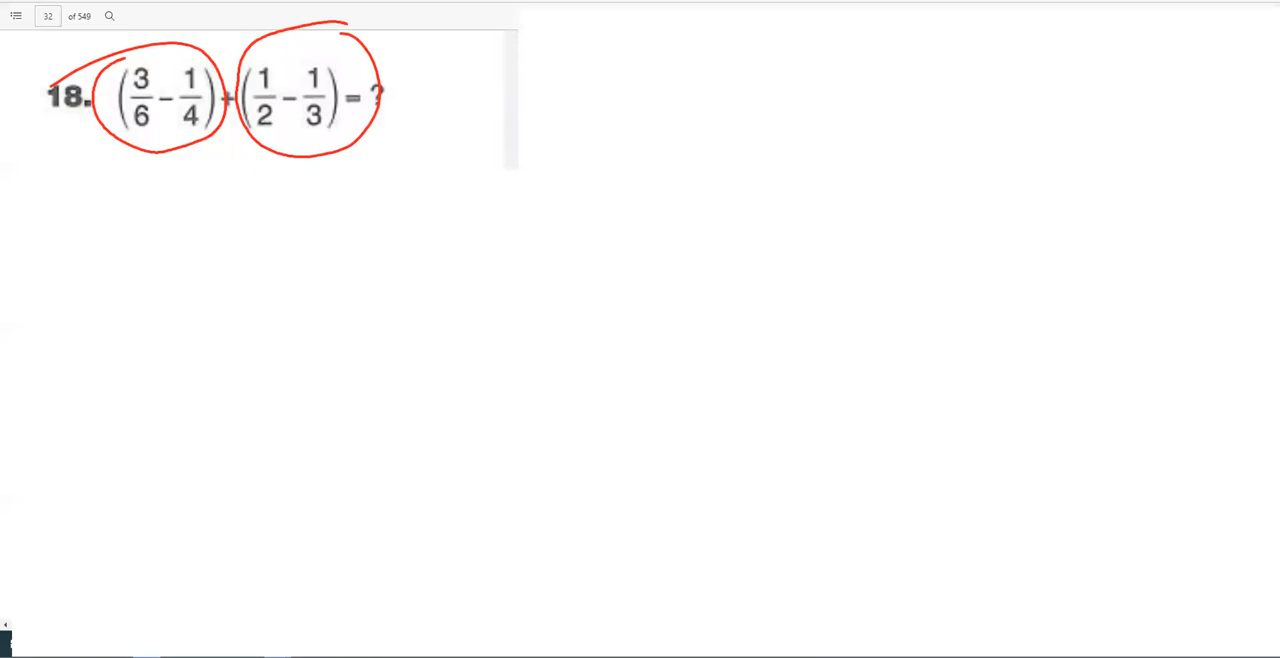 32 of 549
18. (3/6 − 1/4) + (1/2 − 1/3) = ?